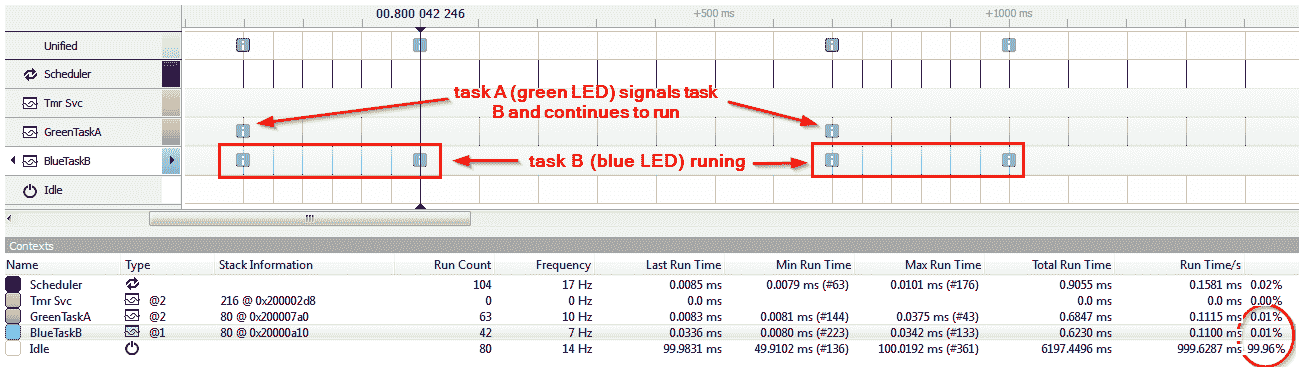 00.800 042 246
+500 ms
+1000 ms
Unified
Scheduler
Tmr Svc
GreenTaskA
BlueTaskB
Idle
task A (green LED) signals task
B and continues to run
task B (blue LED) runing
Contexts
Name Type Stack Information Run Count Frequency Last Run Time Min Run Time Max Run Time Total Run Time Run Time/s
Scheduler 104 17 Hz 0.0085 ms 0.0079 ms (#63) 0.0101 ms (#176) 0.9055 ms 0.1581 ms 0.02%
Tmr Svc @2 216 @ 0x200002d8 0 0 Hz 0.0 ms 0.0 ms 0.0 ms 0.00%
GreenTaskA @2 80 @ 0x200007a0 63 10 Hz 0.0083 ms 0.0081 ms (#144) 0.0375 ms (#43) 0.6847 ms 0.1115 ms 0.01%
BlueTaskB @1 80 @ 0x20000a10 42 7 Hz 0.0336 ms 0.0080 ms (#223) 0.0342 ms (#133) 0.6230 ms 0.1100 ms 0.01%
Idle 80 14 Hz 99.9831 ms 49.9102 ms (#136) 100.0192 ms (#361) 6197.4496 ms 999.6287 ms 99.96%